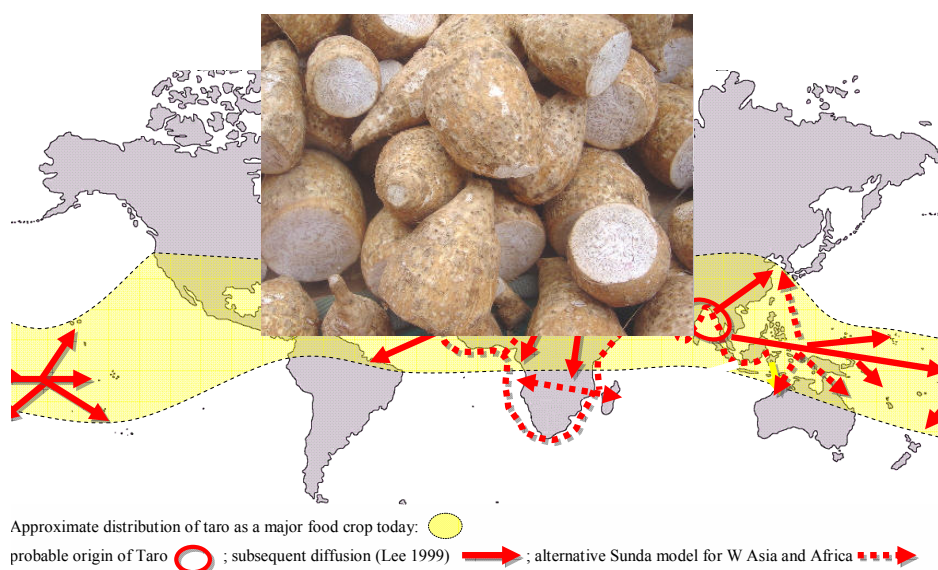 Approximate distribution of taro as a major food crop today:
probable origin of Taro ; subsequent diffusion (Lee 1999) ; alternative Sunda model for W Asia and Africa